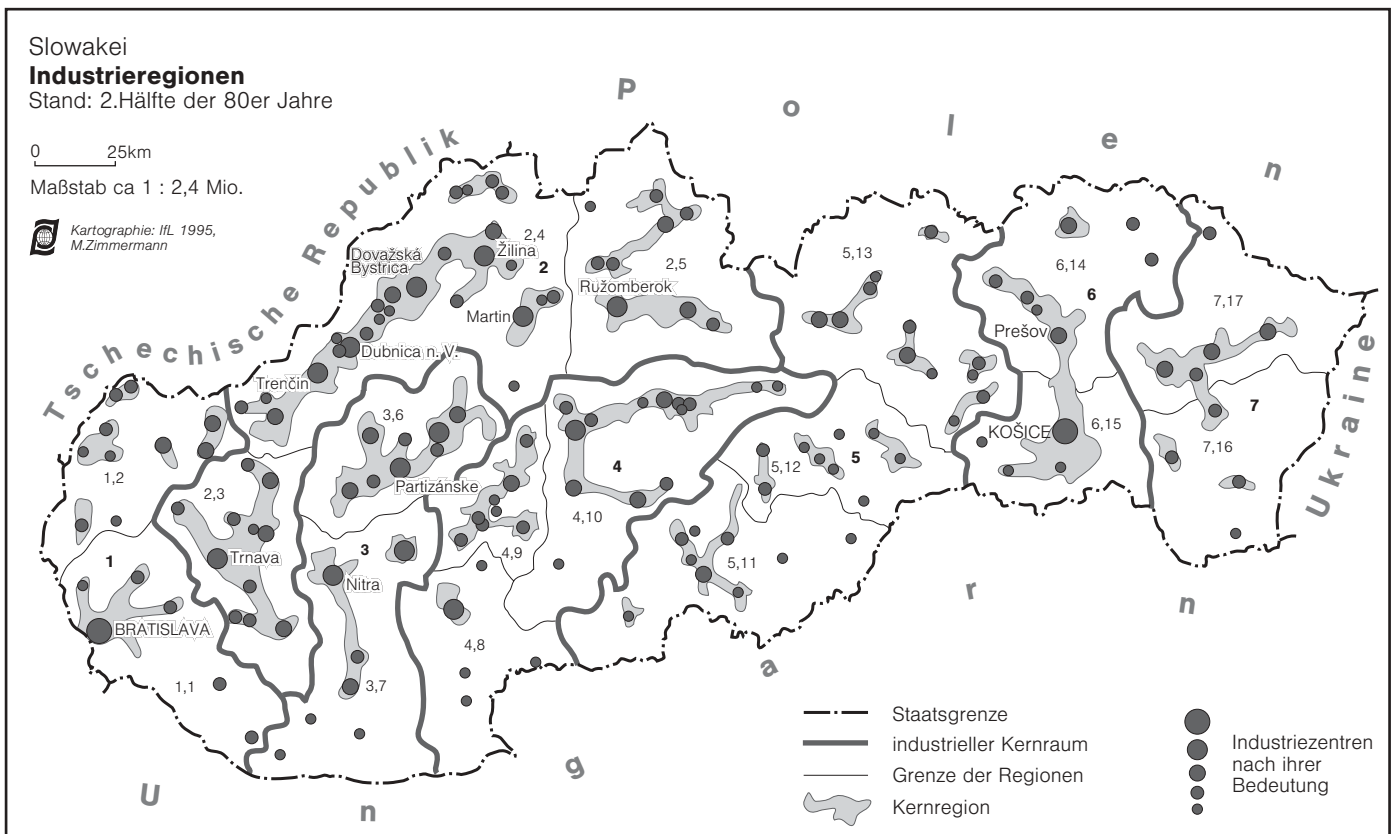 Slowakei
Industrieregionen
Stand: 2.Hälfte der 80er Jahre
0 25km
Maßstab ca 1 : 2,4 Mio.
Kartographie: IfL 1995,
M.Zimmermann
Tschechische Republik
Polen
Ukraine
Ungarn
2,4
Žilina
Dovažská
Bystrica
2
2,5
Ružomberok
Martin
Dubnica n. V.
Trenčin
5,13
6,14
6
Prešov
7,17
3,6
Partizánske
1,2
2,3
4
4,10
5,12
5
KOŠICE
6,15
7
7,16
1
Trnava
3
Nitra
4,9
5,11
BRATISLAVA
1,1
3,7
4,8
Staatsgrenze
industrieller Kernraum
Grenze der Regionen
Kernregion
Industriezentren
nach ihrer
Bedeutung